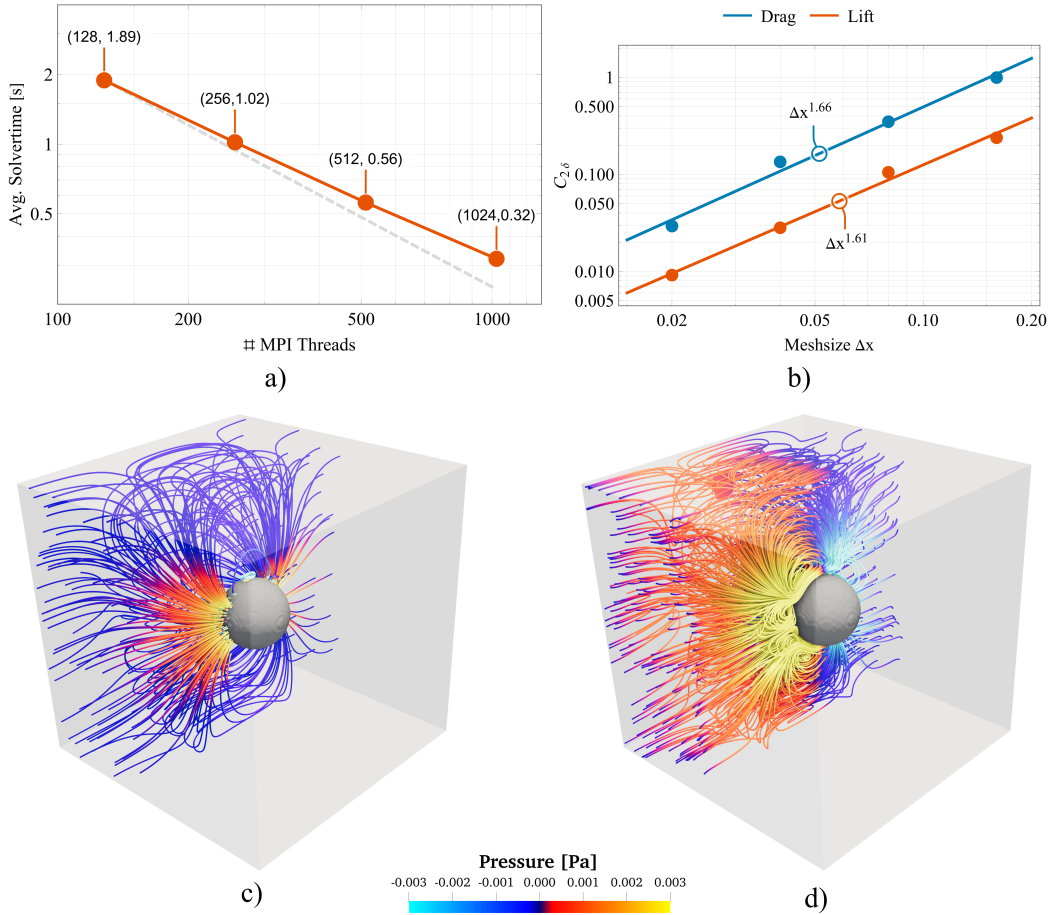 Drag Lift
Avg. Solvertime [s]
2
1
0.5
(128, 1.89)
(256,1.02)
(512, 0.56)
(1024,0.32)
100 200 500 1000
# MPI Threads
a)
C2δ
1
0.500
0.100
0.050
0.010
0.005
Δx^1.66
Δx^1.61
0.02 0.05 0.10 0.20
Meshsize Δx
b)
Pressure [Pa]
-0.003 -0.002 -0.001 0.000 0.001 0.002 0.003
c)
d)